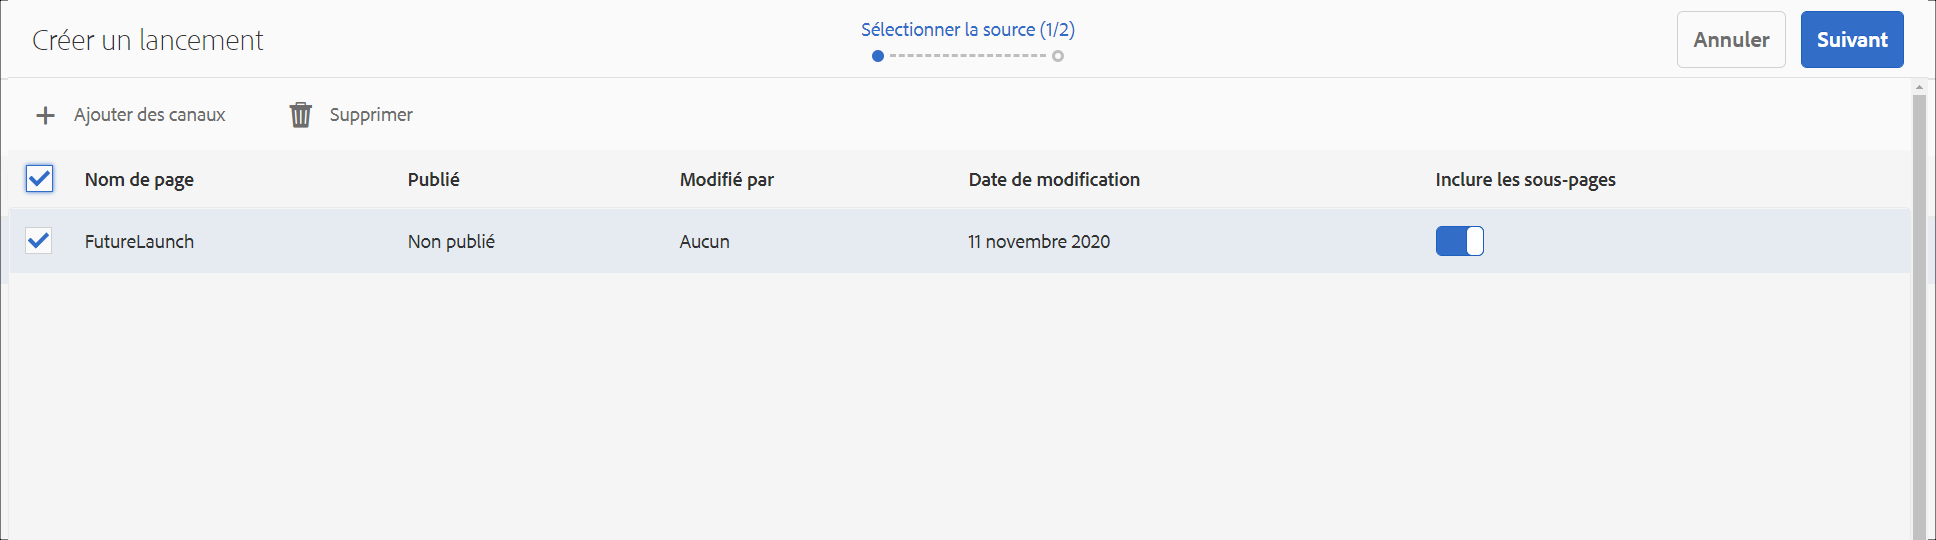 Créer un lancement
Sélectionner la source (1/2)
Annuler
Suivant
Ajouter des canaux
Supprimer
Nom de page
Publié
Modifié par
Date de modification
Inclure les sous-pages
FutureLaunch
Non publié
Aucun
11 novembre 2020